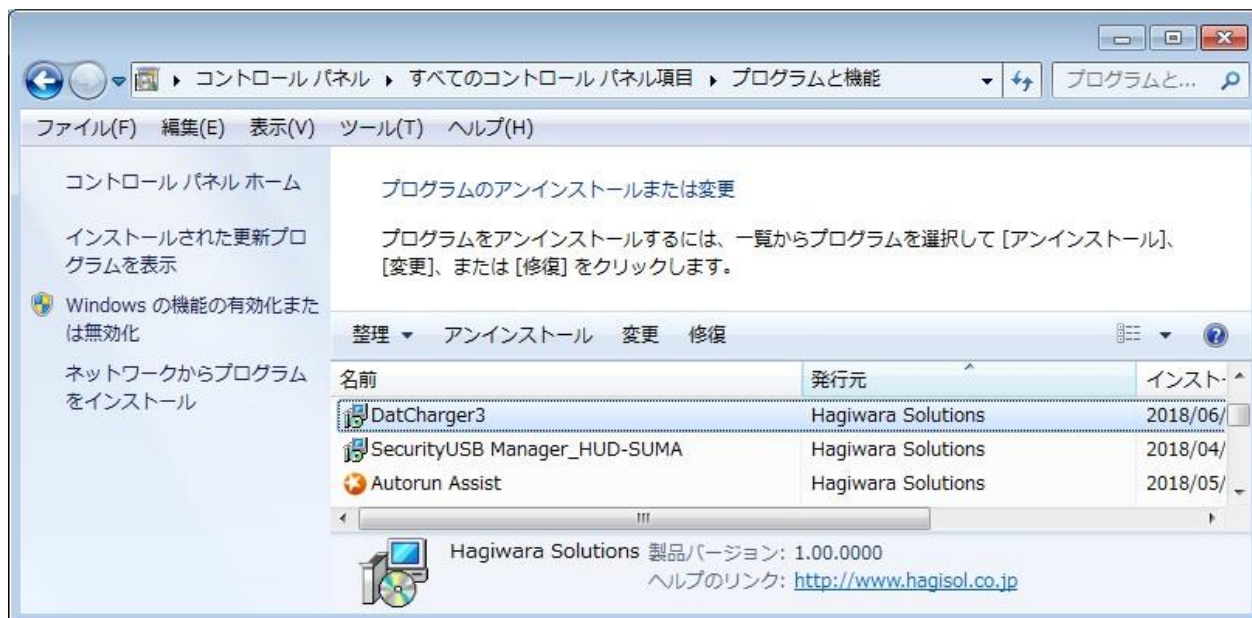 コントロール パネル ▸ すべてのコントロール パネル項目 ▸ プログラムと機能
プログラムと...
ファイル(F) 編集(E) 表示(V) ツール(T) ヘルプ(H)
コントロール パネル ホーム
インストールされた更新プロ
グラムを表示
Windows の機能の有効化また
は無効化
ネットワークからプログラム
をインストール
プログラムのアンインストールまたは変更
プログラムをアンインストールするには、一覧からプログラムを選択して [アンインストール]、
[変更]、または [修復] をクリックします。
整理 アンインストール 変更 修復
名前 発行元 インスト
DatCharger3 Hagiwara Solutions 2018/06/
SecurityUSB Manager_HUD-SUMA Hagiwara Solutions 2018/04/
Autorun Assist Hagiwara Solutions 2018/05/
Hagiwara Solutions 製品バージョン: 1.00.0000
ヘルプのリンク: http://www.hagisol.co.jp